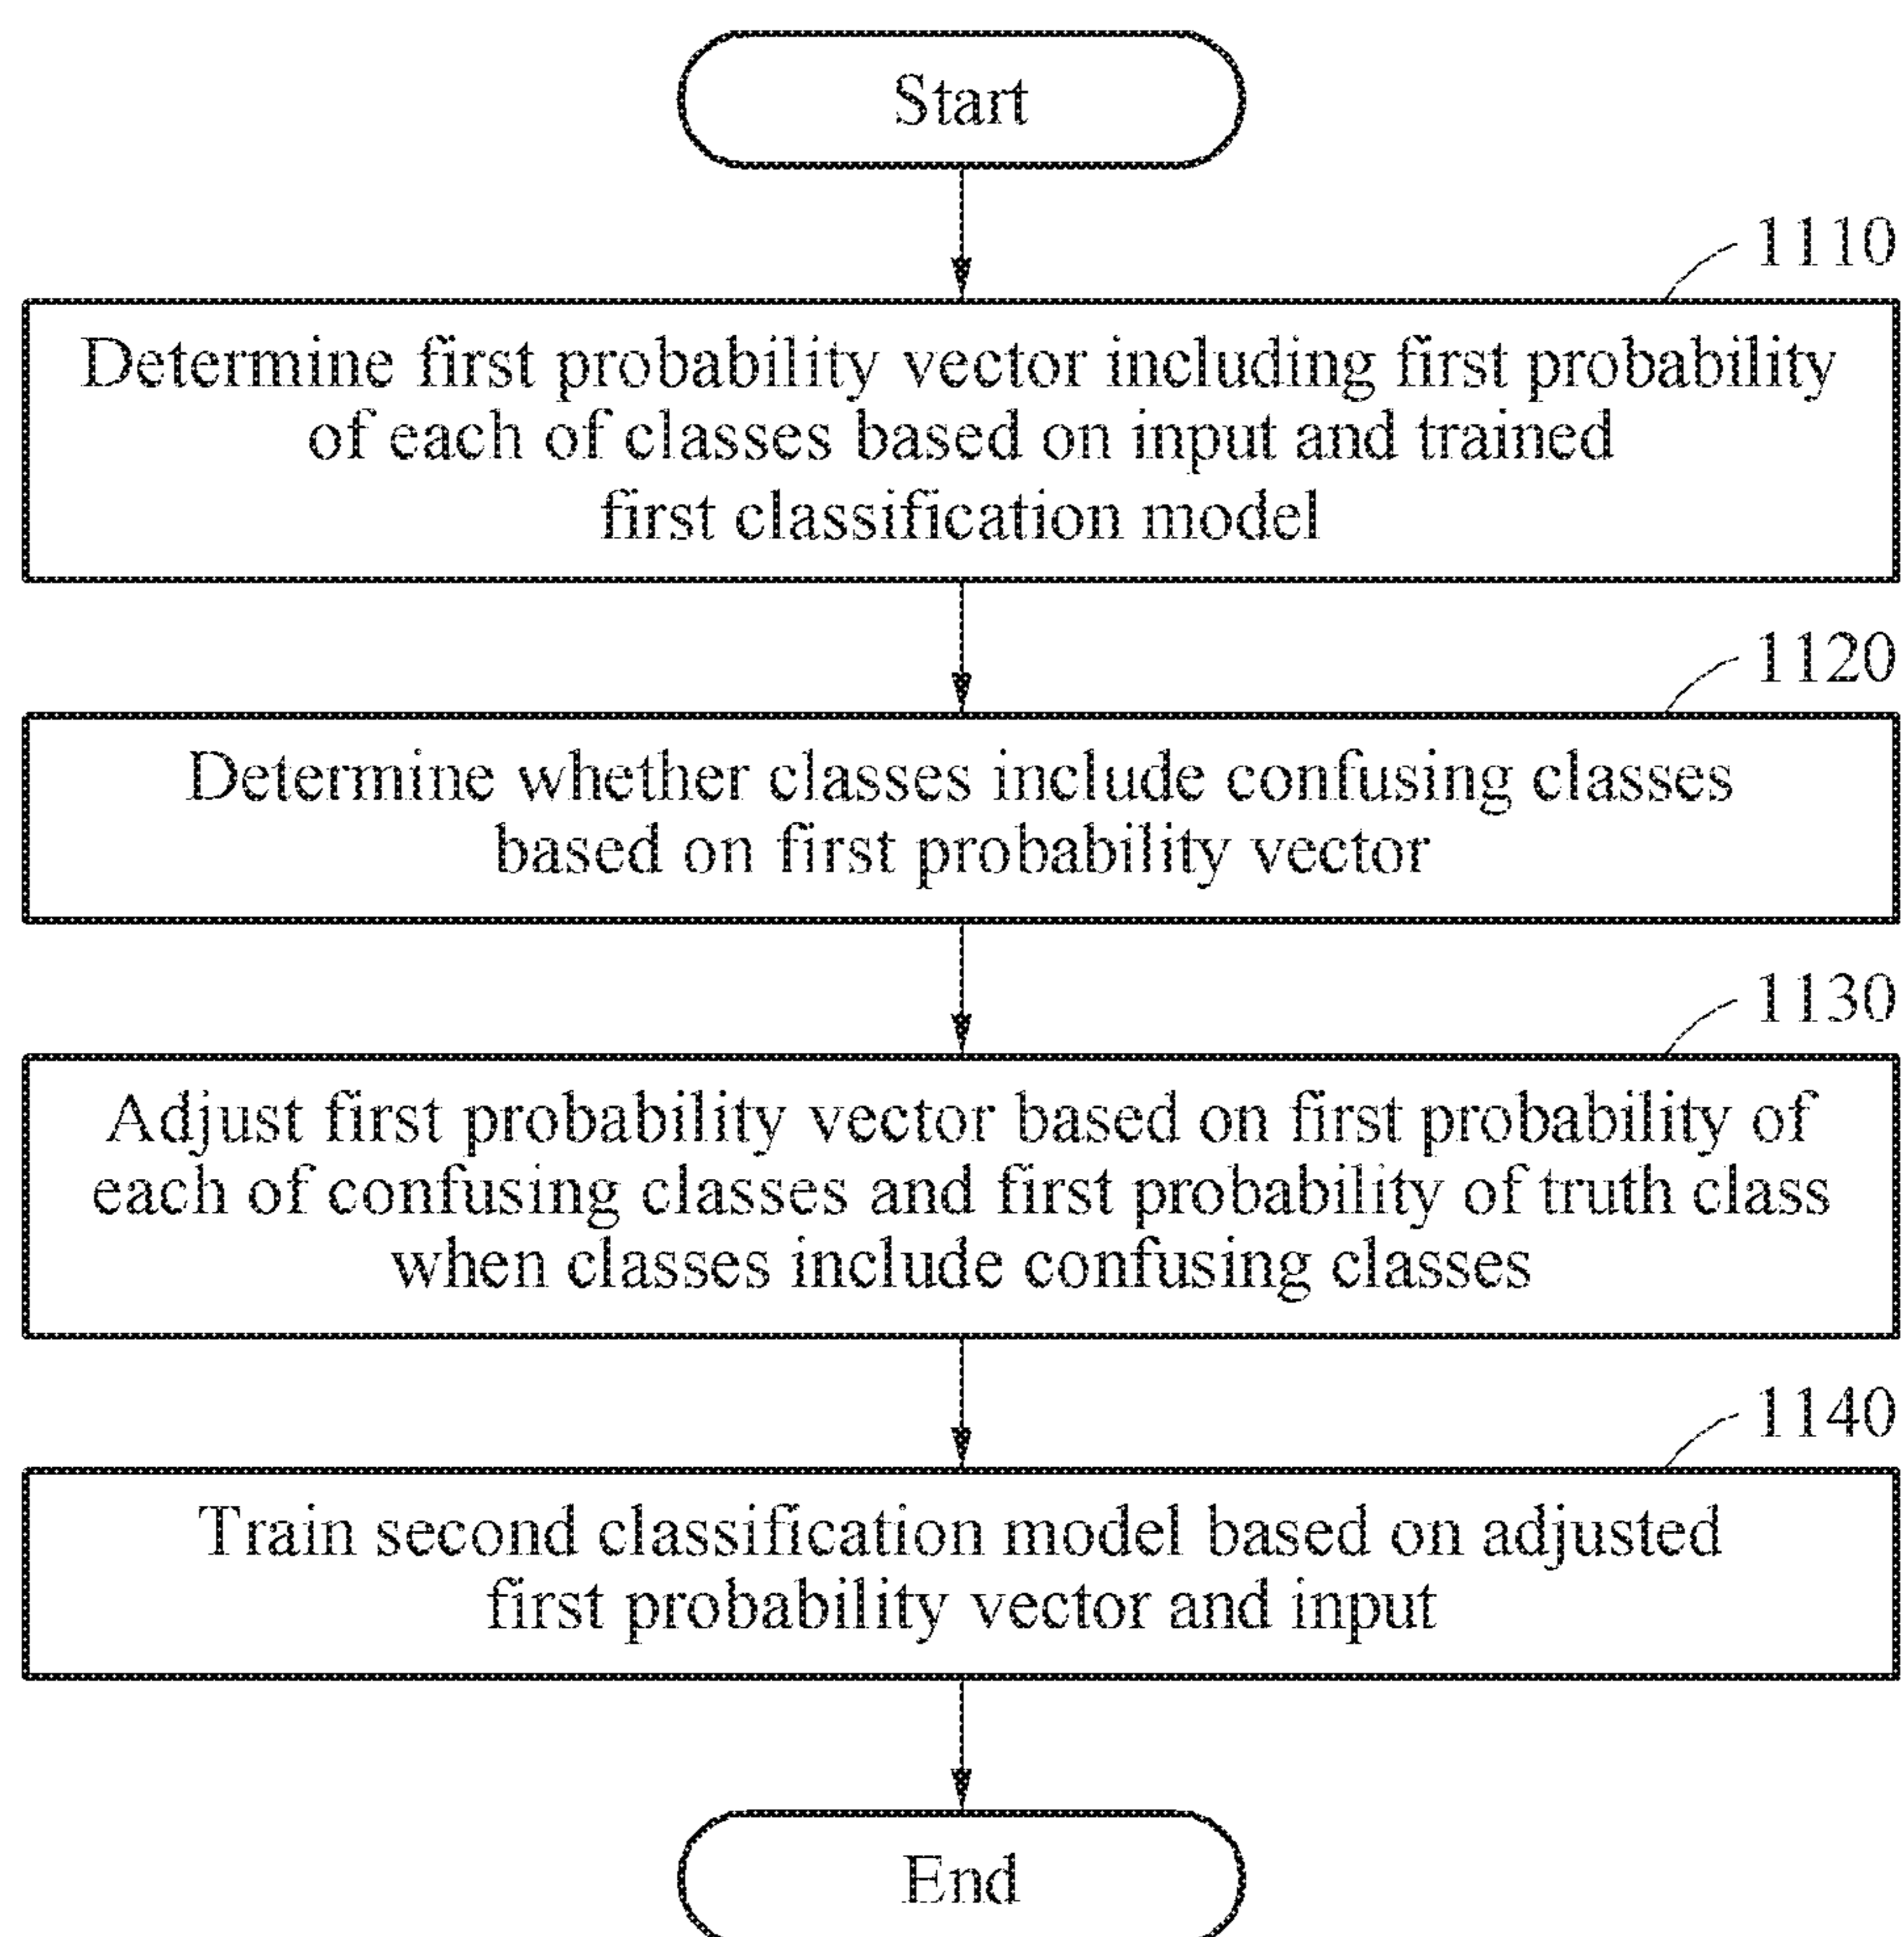 Start
1110
Determine first probability vector including first probability
of each of classes based on input and trained
first classification model
1120
Determine whether classes include confusing classes
based on first probability vector
1130
Adjust first probability vector based on first probability of
each of confusing classes and first probability of truth class
when classes include confusing classes
1140
Train second classification model based on adjusted
first probability vector and input
End